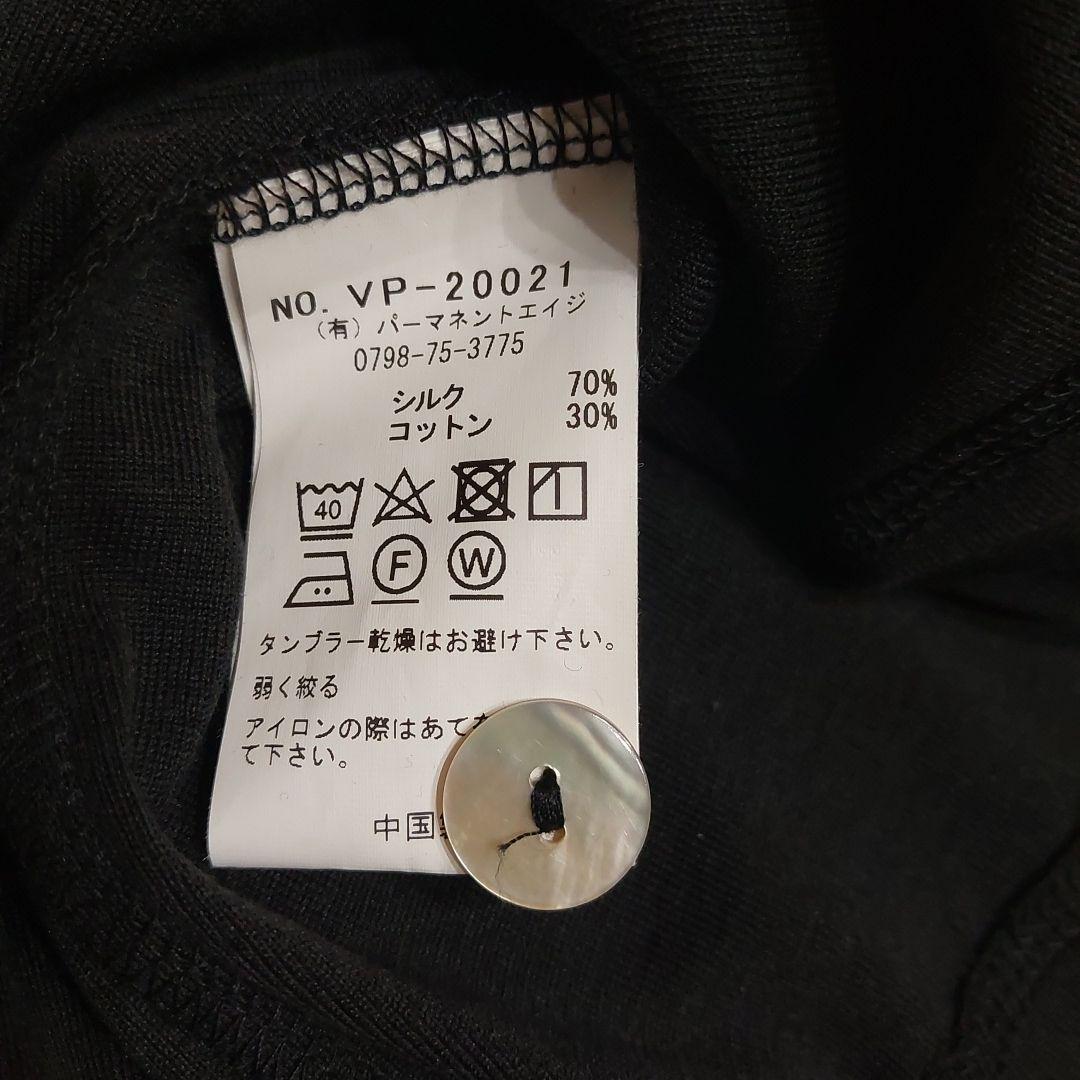 NO. VP-20021
（有）パーマネントエイジ
0798-75-3775
シルク 70%
コットン 30%
40
F W
タンブラー乾燥はお避け下さい。
弱く絞る
アイロンの際はあて
て下さい。
中国